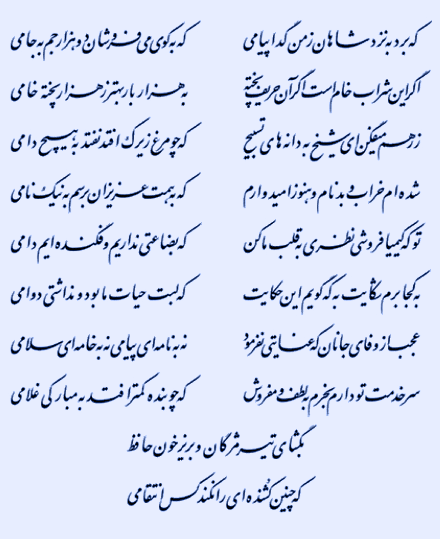 که برد به نزد شاهان ز من گدا پیامی که به کوی می فروشان دو هزار جم به جامی
اگر این شراب خام است اگر آن حریف پخته به هزار بار بهتر ز هزار پخته خامی
ز رهم میفکن ای شیخ به دانه های تسبیح که چو مرغ زیرک افتد نفتد به هیچ دامی
شده ام خراب و بدنام و هنوز امیدوارم که به همت عزیزان برسم به نیک نامی
تو که کیمیا فروشی نظری به قلب ما کن که بضاعتی نداریم و فکنده ایم دامی
به کجا برم شکایت به که گویم این حکایت که لبت حیات ما بود و نداشتی دوامی
عجب از وفای جانان که عنایتی نفرمود نه به نامه ای پیامی نه به خامه ای سلامی
سر خدمت تو دارم بخرم به لطف و مفروش که چو بنده کمتر افتد به مبارکی غلامی
بگشای تیر مژگان و بریز خون حافظ
که چنین کشنده ای را نکند کس انتقامی